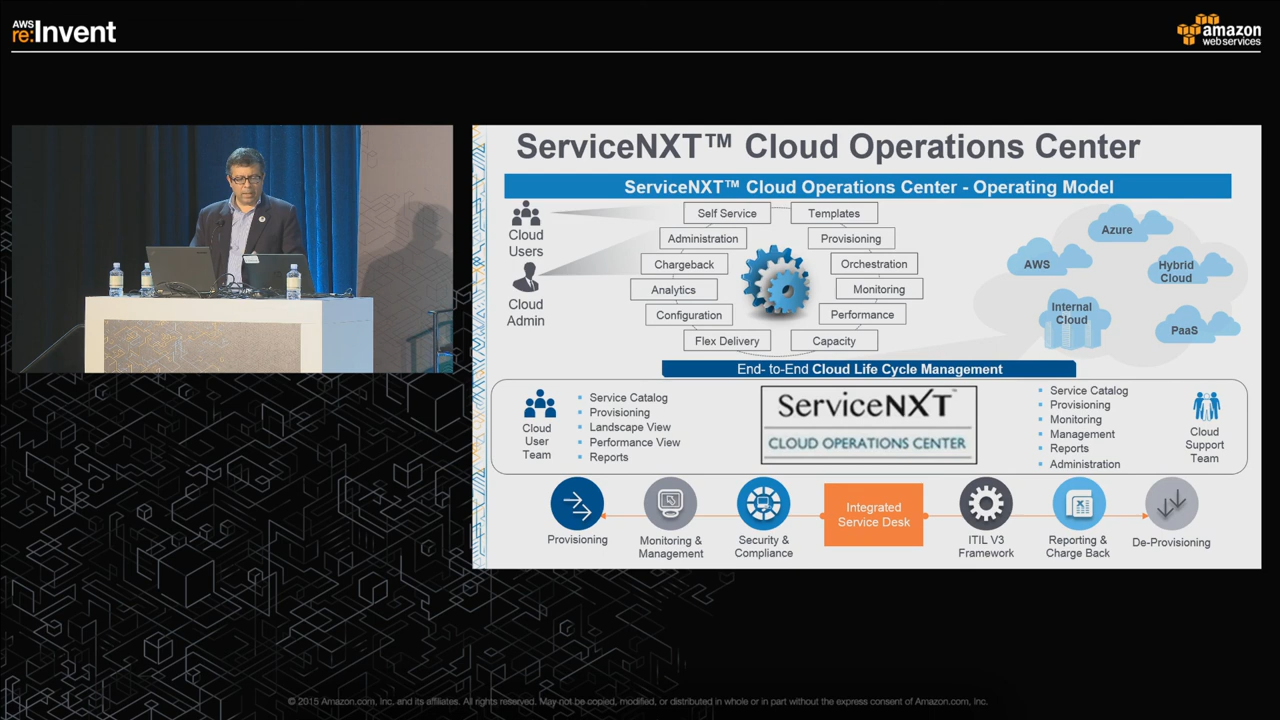 AWS
re:Invent
amazon
webservices
ServiceNXT™ Cloud Operations Center
ServiceNXT™ Cloud Operations Center - Operating Model
Cloud
Users
Cloud
Admin
Self Service
Administration
Chargeback
Analytics
Configuration
Flex Delivery
Templates
Provisioning
Orchestration
Monitoring
Performance
Capacity
Azure
AWS
Hybrid
Cloud
Internal
Cloud
PaaS
End- to-End Cloud Life Cycle Management
Cloud
User
Team
Service Catalog
Provisioning
Landscape View
Performance View
Reports
ServiceNXT™
CLOUD OPERATIONS CENTER
Service Catalog
Provisioning
Monitoring
Management
Reports
Administration
Cloud
Support
Team
Provisioning
Monitoring &
Management
Security &
Compliance
Integrated
Service Desk
ITIL V3
Framework
Reporting &
Charge Back
De-Provisioning
© 2015 Amazon.com, Inc. and its affiliates. All rights reserved. May not be copied, modified, or distributed in whole or in part without the express consent of Amazon.com, Inc.